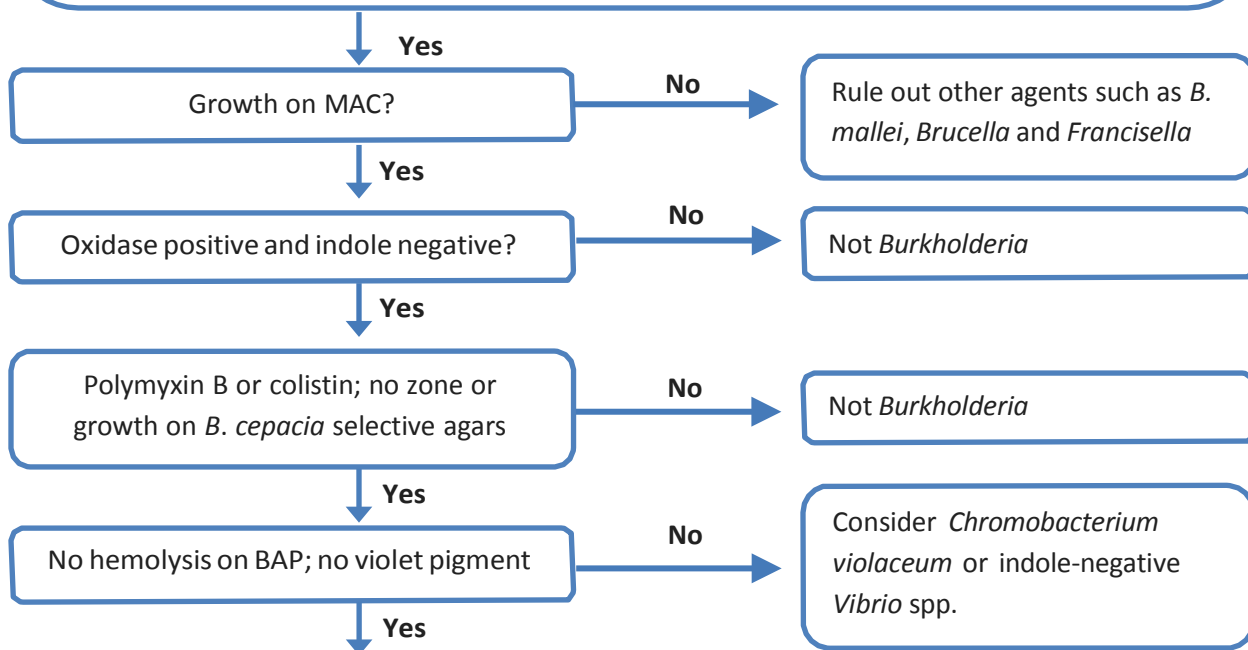 Yes
Growth on MAC?
No
Rule out other agents such as B.
mallei, Brucella and Francisella
Yes
Oxidase positive and indole negative?
No
Not Burkholderia
Yes
Polymyxin B or colistin; no zone or
growth on B. cepacia selective agars
No
Not Burkholderia
Yes
No hemolysis on BAP; no violet pigment
No
Consider Chromobacterium
violaceum or indole-negative
Vibrio spp.
Yes